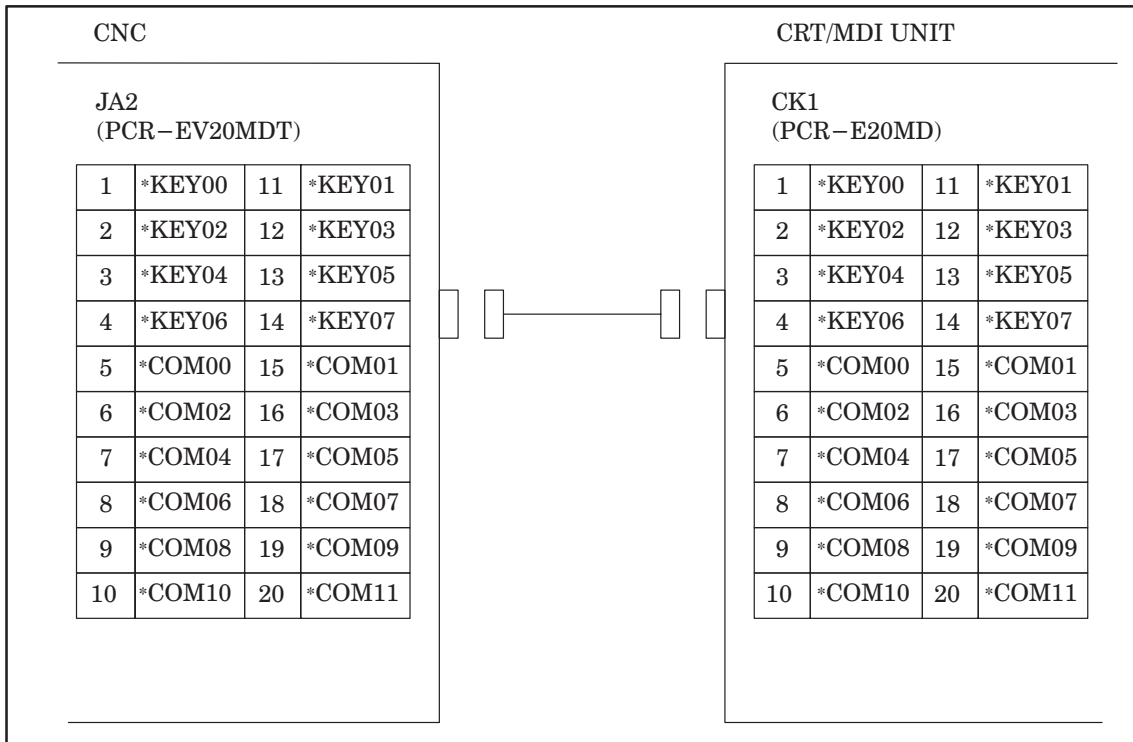 CNC
JA2
(PCR−EV20MDT)
1 *KEY00 11 *KEY01
2 *KEY02 12 *KEY03
3 *KEY04 13 *KEY05
4 *KEY06 14 *KEY07
5 *COM00 15 *COM01
6 *COM02 16 *COM03
7 *COM04 17 *COM05
8 *COM06 18 *COM07
9 *COM08 19 *COM09
10 *COM10 20 *COM11
CRT/MDI UNIT
CK1
(PCR−E20MD)
1 *KEY00 11 *KEY01
2 *KEY02 12 *KEY03
3 *KEY04 13 *KEY05
4 *KEY06 14 *KEY07
5 *COM00 15 *COM01
6 *COM02 16 *COM03
7 *COM04 17 *COM05
8 *COM06 18 *COM07
9 *COM08 19 *COM09
10 *COM10 20 *COM11